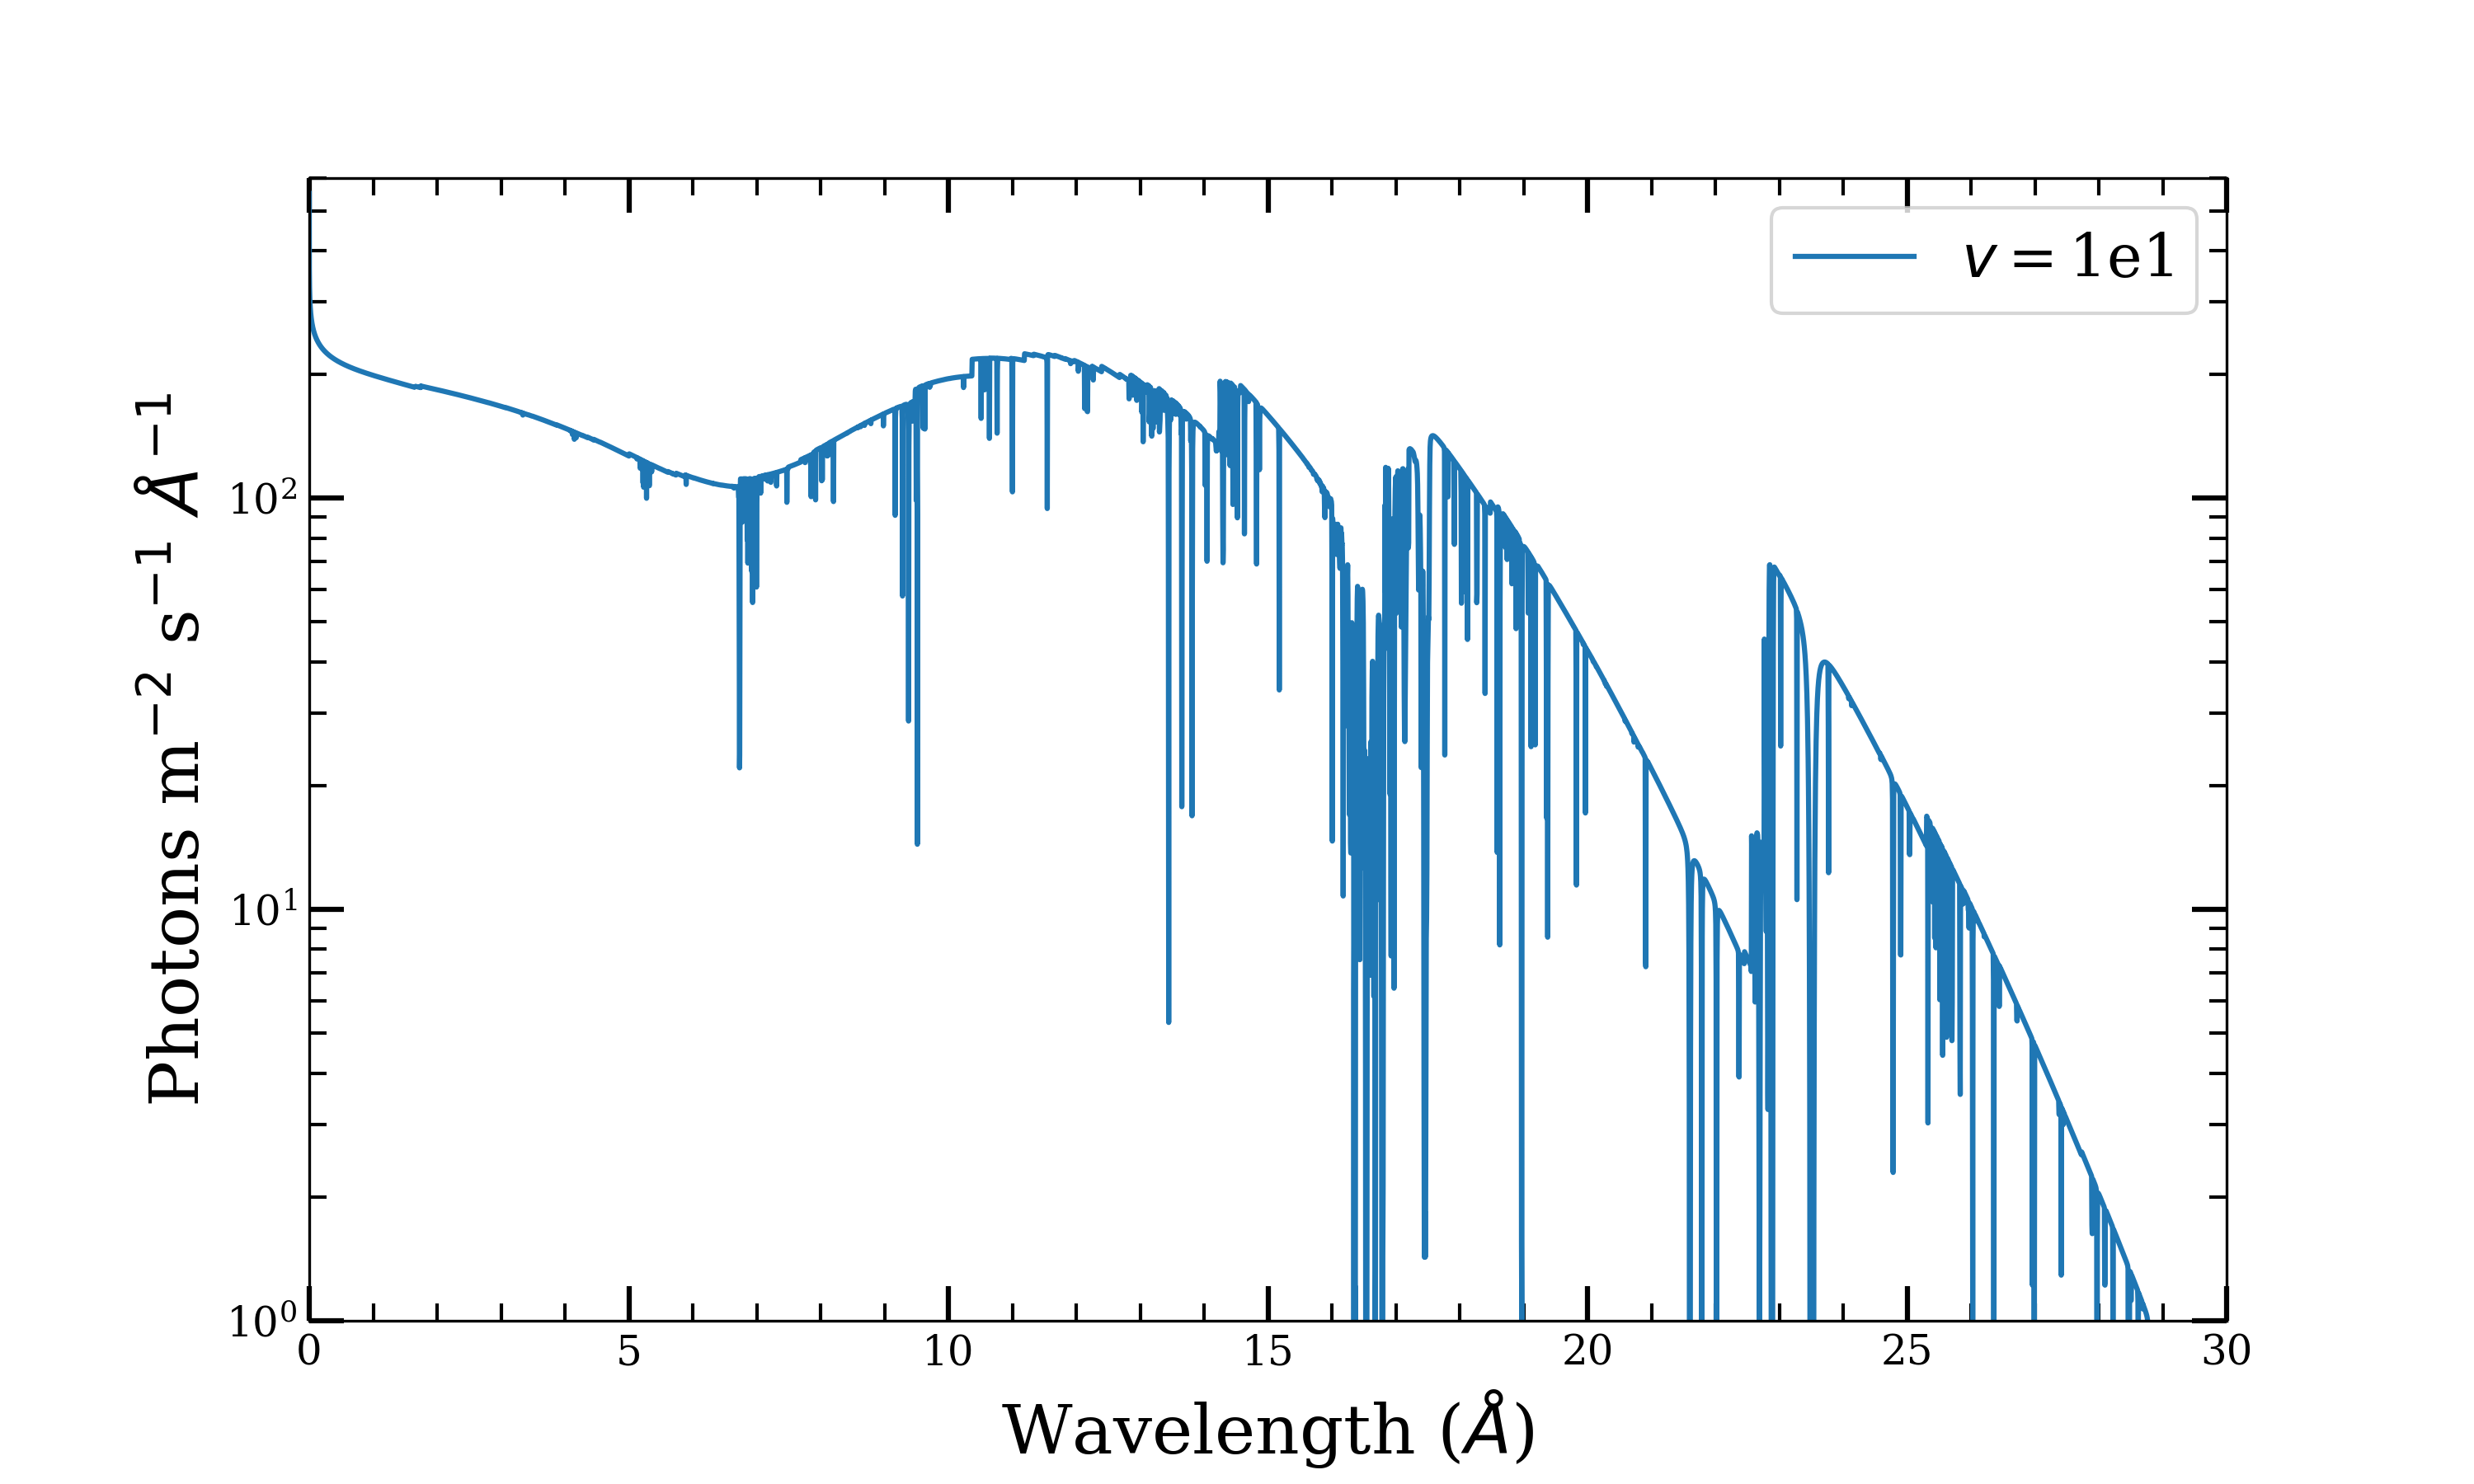 v = 1e1
Photons m⁻² s⁻¹ Å⁻¹
10²
10¹
10⁰
0 5 10 15 20 25 30
Wavelength (Å)